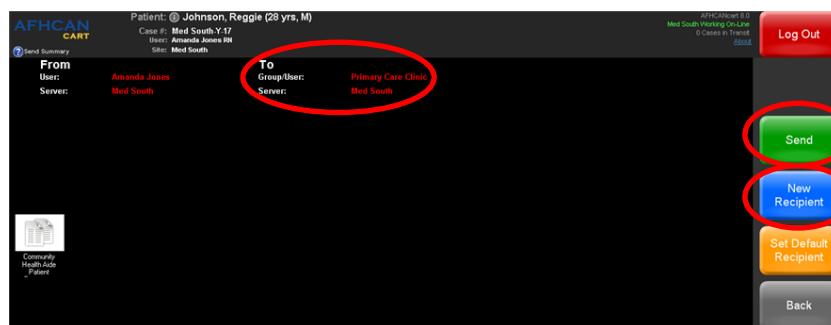 AFHCAN
CART
Send Summary
Patient: Johnson, Reggie (28 yrs, M)
Case #: Med South-Y-17
User: Amanda Jones RN
Site: Med South
AFHCANcart 8.0
Med South Working On-Line
0 Cases in Transit
About
Log Out
From
User: Amanda Jones
Server: Med South
To
Group/User: Primary Care Clinic
Server: Med South
Send
New
Recipient
Set Default
Recipient
Back
Community
Health Aide
Patient